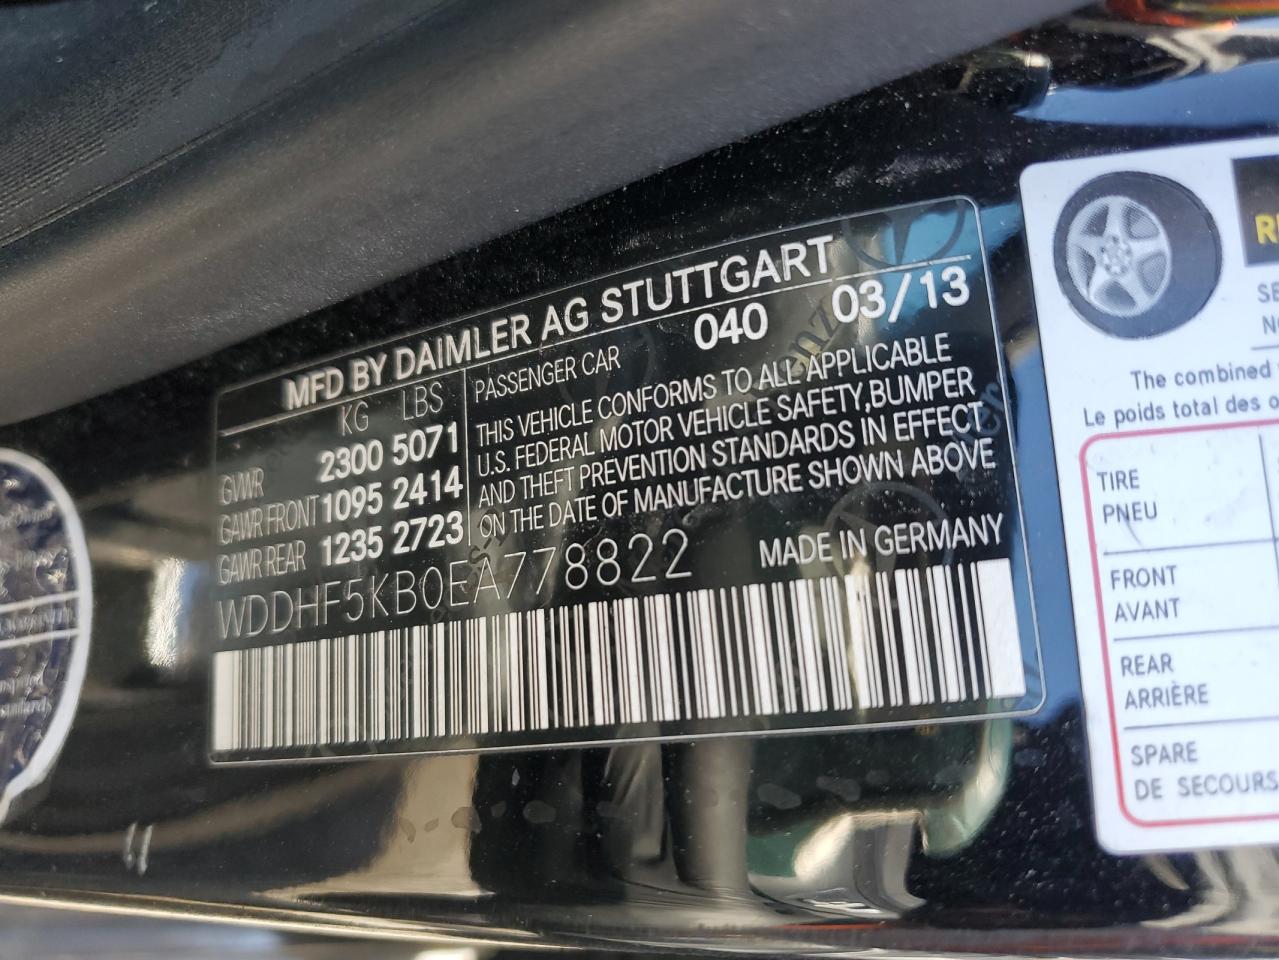 MFD BY DAIMLER AG STUTTGART
KG LBS
GVWR 2300 5071
GAWR FRONT 1095 2414
GAWR REAR 1235 2723
PASSENGER CAR 040 03/13
THIS VEHICLE CONFORMS TO ALL APPLICABLE
U.S. FEDERAL MOTOR VEHICLE SAFETY, BUMPER
AND THEFT PREVENTION STANDARDS IN EFFECT
ON THE DATE OF MANUFACTURE SHOWN ABOVE
WDDHF5KB0EA778822
MADE IN GERMANY
The combined
Le poids total des
TIRE
PNEU
FRONT
AVANT
REAR
ARRIÈRE
SPARE
DE SECOURS